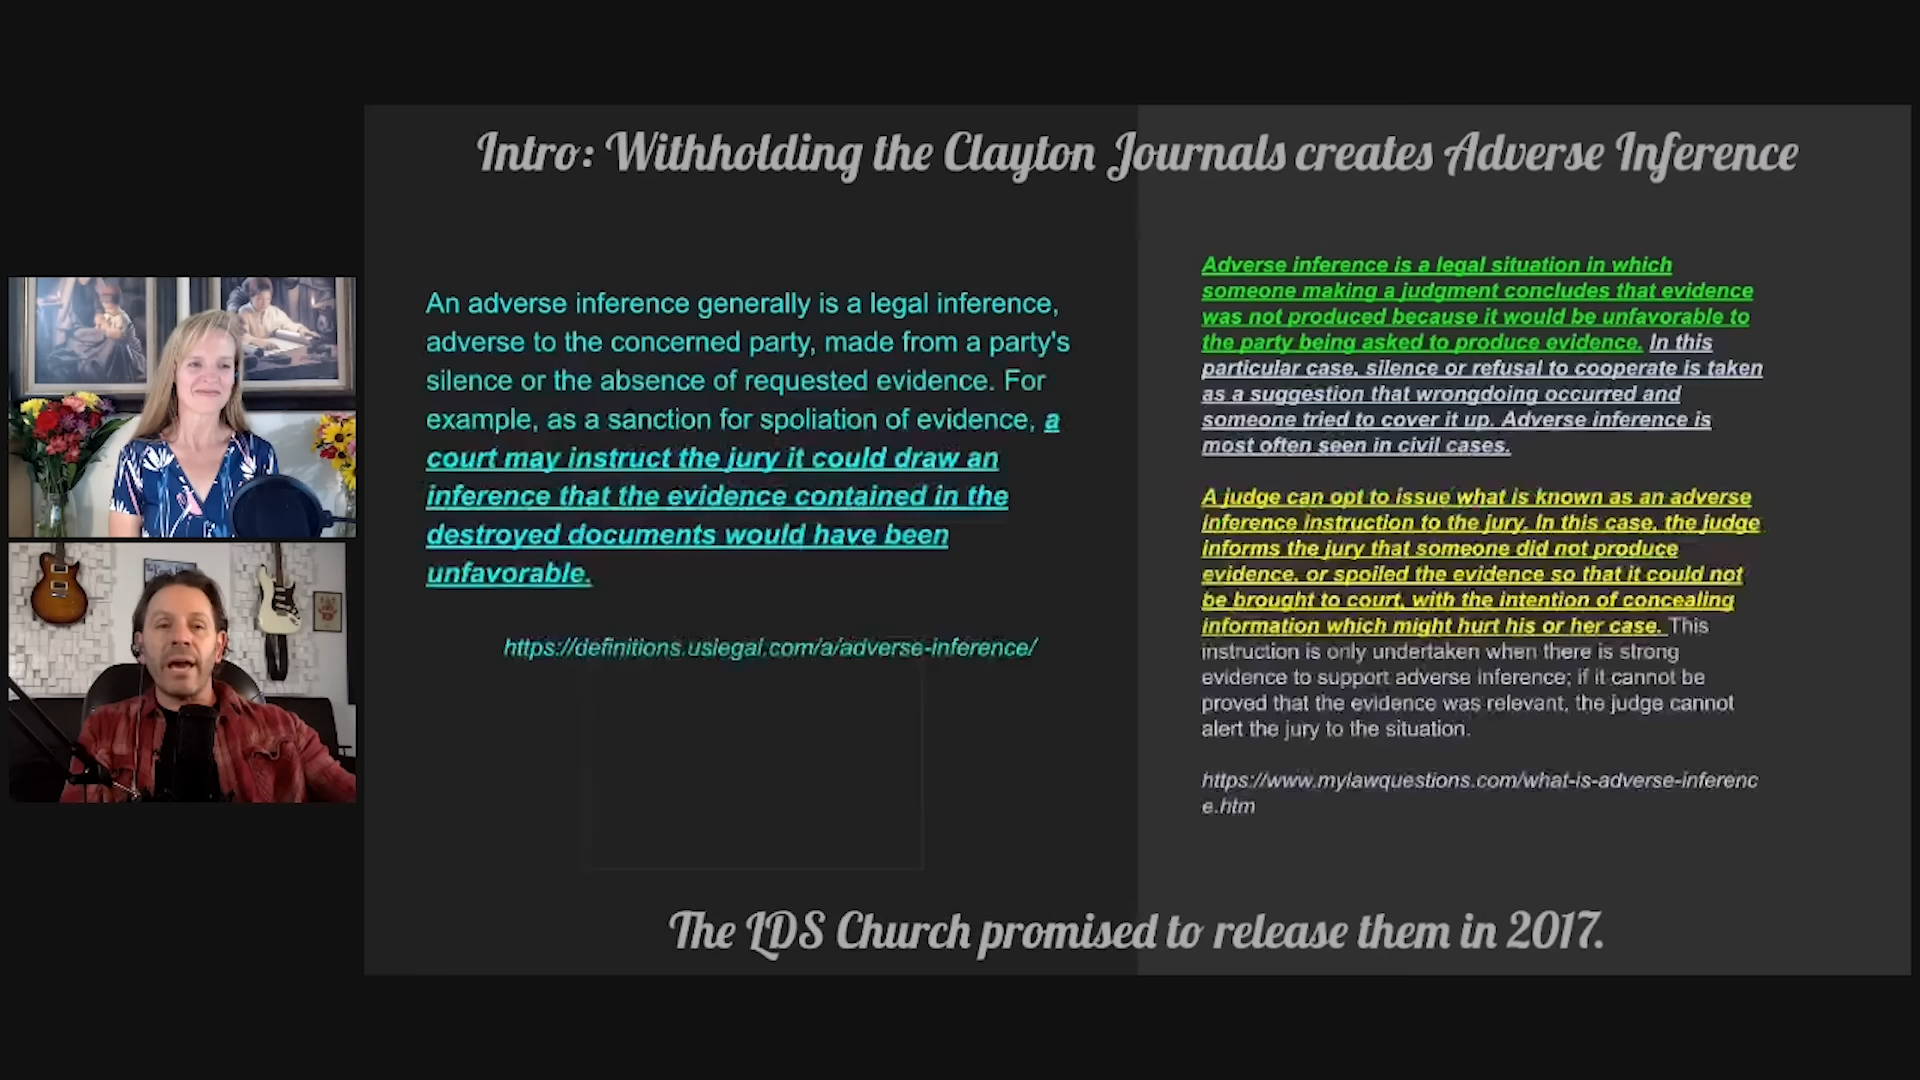 Intro: Withholding the Clayton Journals creates Adverse Inference
An adverse inference generally is a legal inference,
adverse to the concerned party, made from a party's
silence or the absence of requested evidence. For
example, as a sanction for spoliation of evidence, a
court may instruct the jury it could draw an
inference that the evidence contained in the
destroyed documents would have been
unfavorable.
https://definitions.uslegal.com/a/adverse-inference/
Adverse inference is a legal situation in which
someone making a judgment concludes that evidence
was not produced because it would be unfavorable to
the party being asked to produce evidence. In this
particular case, silence or refusal to cooperate is taken
as a suggestion that wrongdoing occurred and
someone tried to cover it up. Adverse inference is
most often seen in civil cases.
A judge can opt to issue what is known as an adverse
inference instruction to the jury. In this case, the judge
informs the jury that someone did not produce
evidence, or spoiled the evidence so that it could not
be brought to court, with the intention of concealing
information which might hurt his or her case. This
instruction is only undertaken when there is strong
evidence to support adverse inference; if it cannot be
proved that the evidence was relevant, the judge cannot
alert the jury to the situation.
https://www.mylawquestions.com/what-is-adverse-inferenc
e.htm
The LDS Church promised to release them in 2017.